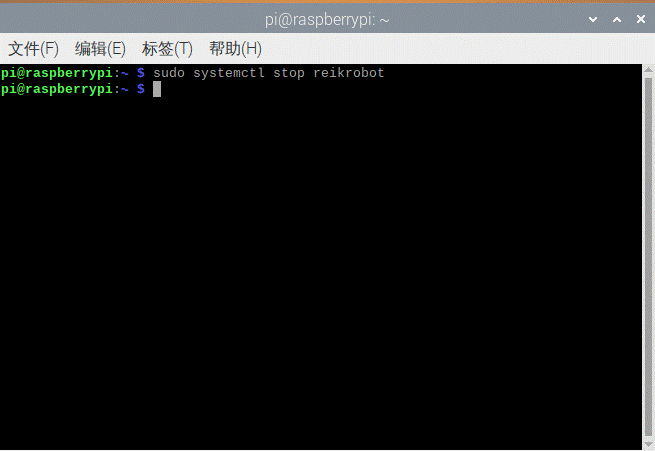 pi@raspberrypi: ~
文件(F) 编辑(E) 标签(T) 帮助(H)
pi@raspberrypi:~ $ sudo systemctl stop reikrobot
pi@raspberrypi:~ $